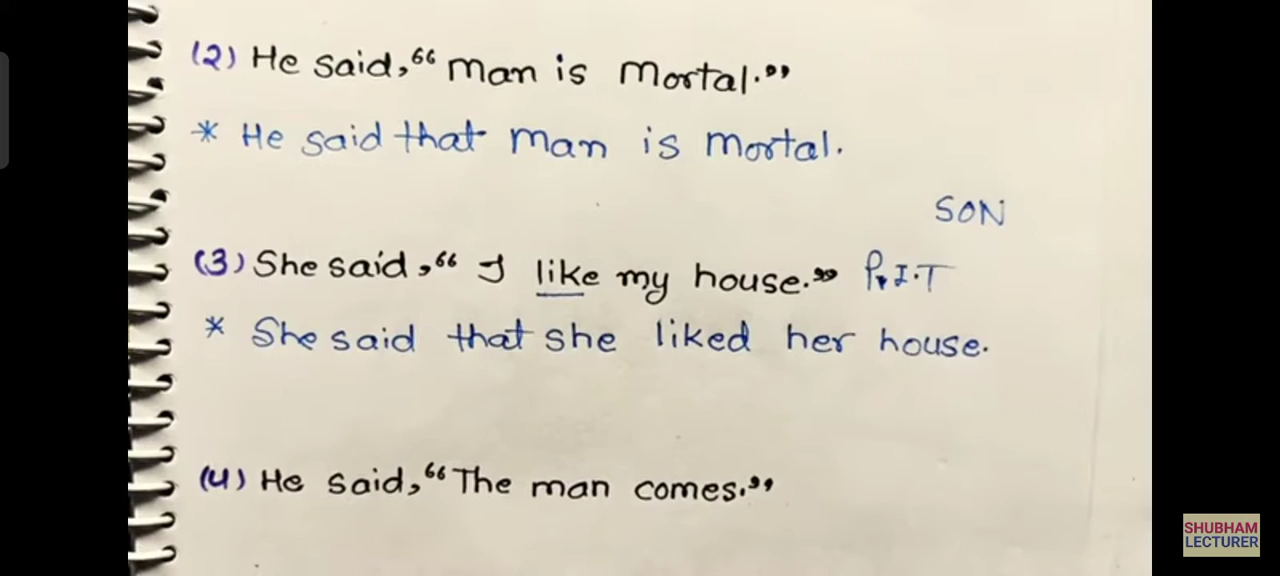 (2) He said, “Man is Mortal.”
* He said that Man is Mortal.
SON
(3) She said, “I like my house.” Pr.I.T
* She said that she liked her house.
(4) He said, “The man comes.”
SHUBHAM
LECTURER